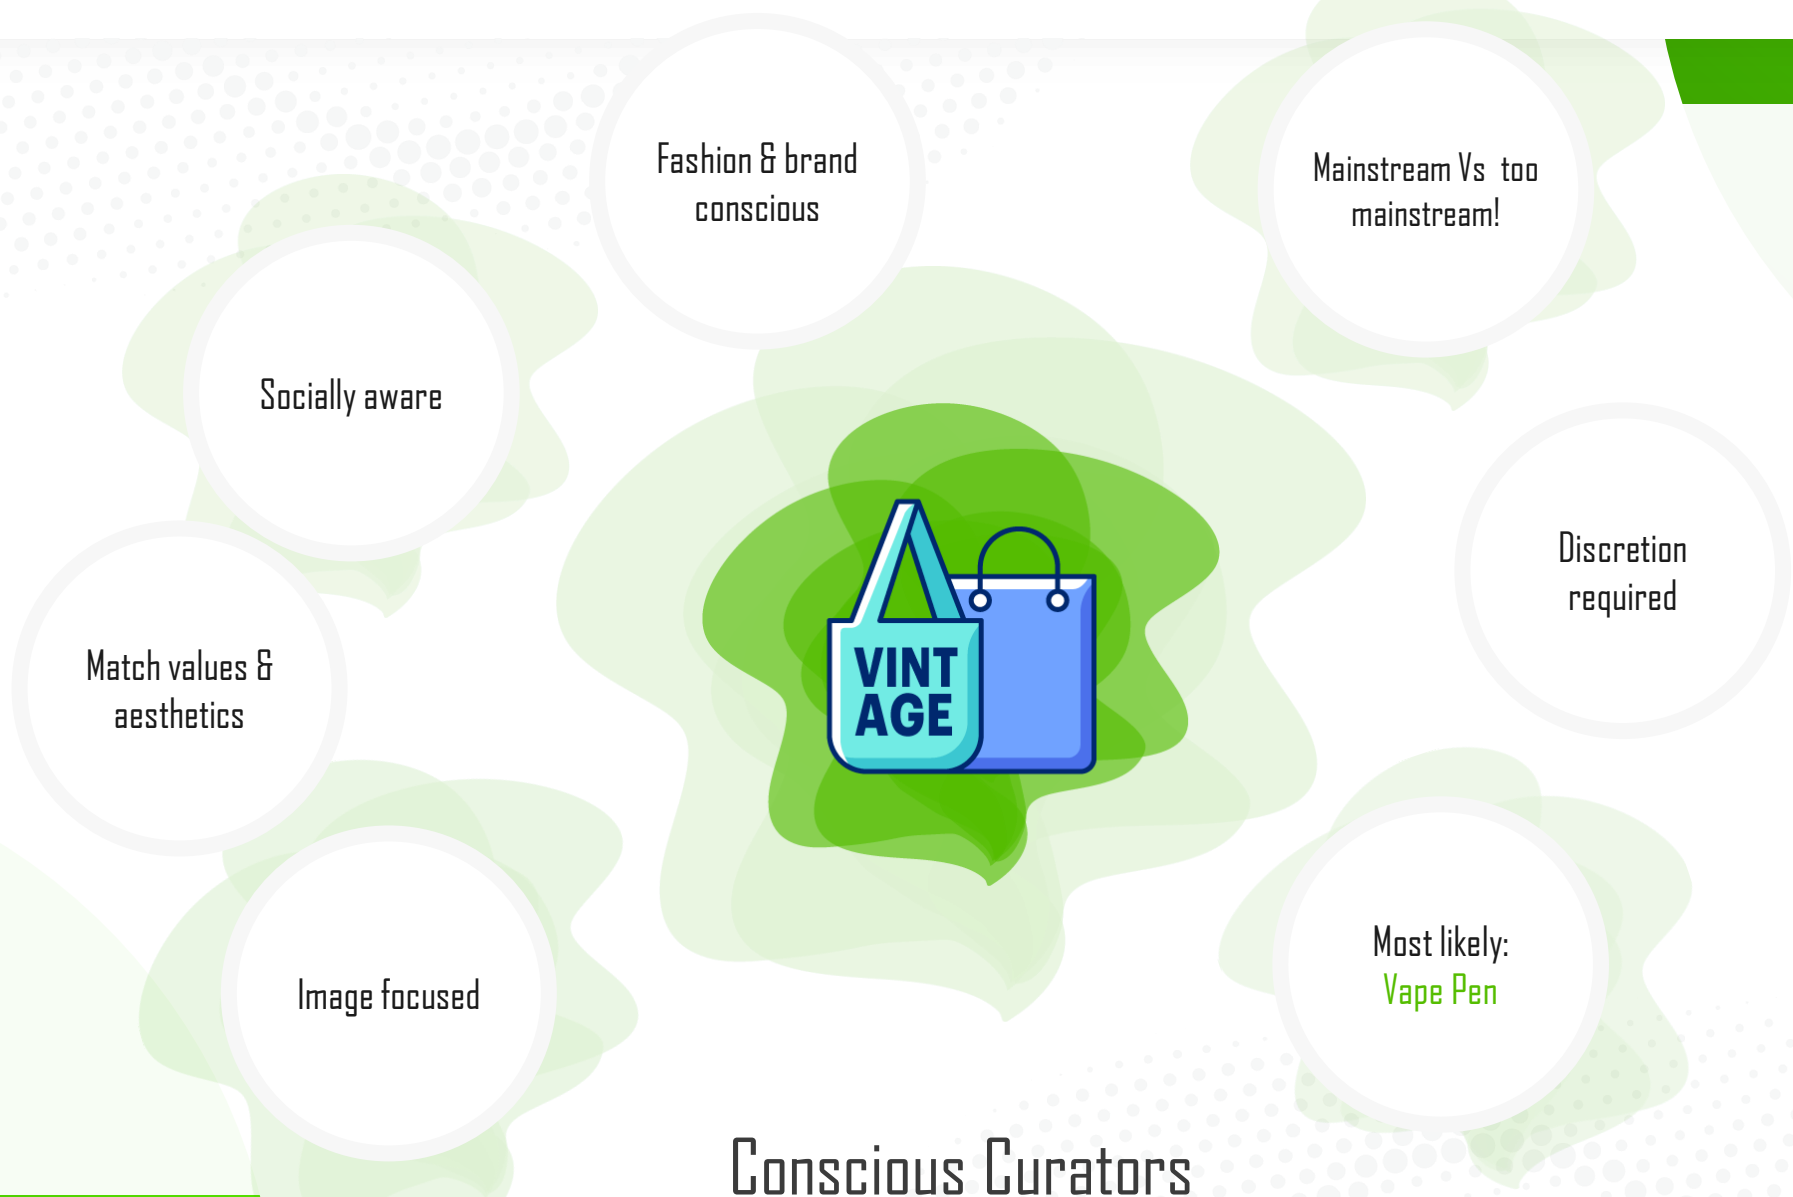 Fashion & brand
conscious
Mainstream Vs  too
mainstream!
Socially aware
Discretion
required
Match values &
aesthetics
VINT
AGE
Most likely:
Vape Pen
Image focused
Conscious Curators